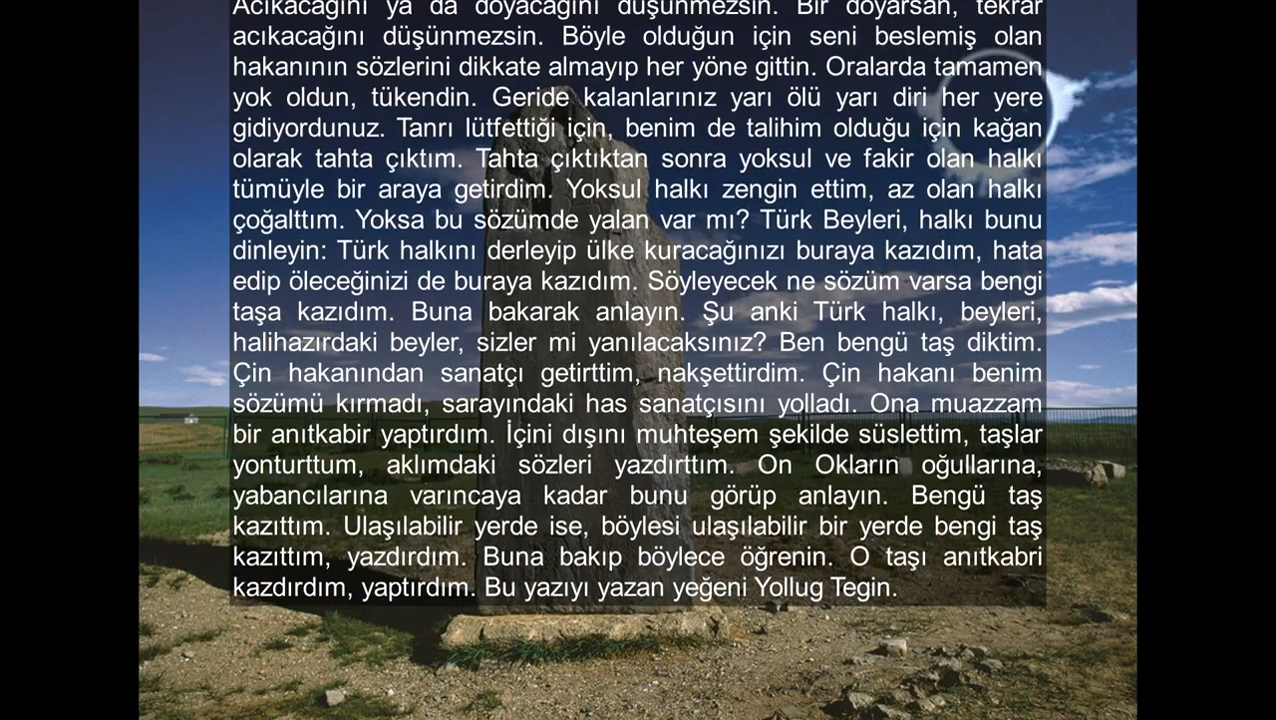 Acıkacağını ya da doyacağını düşünmezsin. Bir doyarsan, tekrar
acıkacağını düşünmezsin. Böyle olduğun için seni beslemiş olan
hakanının sözlerini dikkate almayıp her yöne gittin. Oralarda tamamen
yok oldun, tükendin. Geride kalanlarınız yarı ölü yarı diri her yere
gidiyordunuz. Tanrı lütfettiği için, benim de talihim olduğu için kağan
olarak tahta çıktım. Tahta çıktıktan sonra yoksul ve fakir olan halkı
tümüyle bir araya getirdim. Yoksul halkı zengin ettim, az olan halkı
çoğalttım. Yoksa bu sözümde yalan var mı? Türk Beyleri, halkı bunu
dinleyin: Türk halkını derleyip ülke kuracağınızı buraya kazıdım, hata
edip öleceğinizi de buraya kazıdım. Söyleyecek ne sözüm varsa bengi
taşa kazıdım. Buna bakarak anlayın. Şu anki Türk halkı, beyleri,
halihazırdaki beyler, sizler mi yanılacaksınız? Ben bengü taş diktim.
Çin hakanından sanatçı getirttim, nakşettirdim. Çin hakanı benim
sözümü kırmadı, sarayındaki has sanatçısını yolladı. Ona muazzam
bir anıtkabir yaptırdım. İçini dışını muhteşem şekilde süslettim, taşlar
yonturttum, aklımdaki sözleri yazdırttım. On Okların oğullarına,
yabancılarına varıncaya kadar bunu görüp anlayın. Bengü taş
kazıttım. Ulaşılabilir yerde ise, böylesi ulaşılabilir bir yerde bengi taş
kazıttım, yazdırdım. Buna bakıp böylece öğrenin. O taşı anıtkabri
kazdırdım, yaptırdım. Bu yazıyı yazan yeğeni Yollug Tegin.